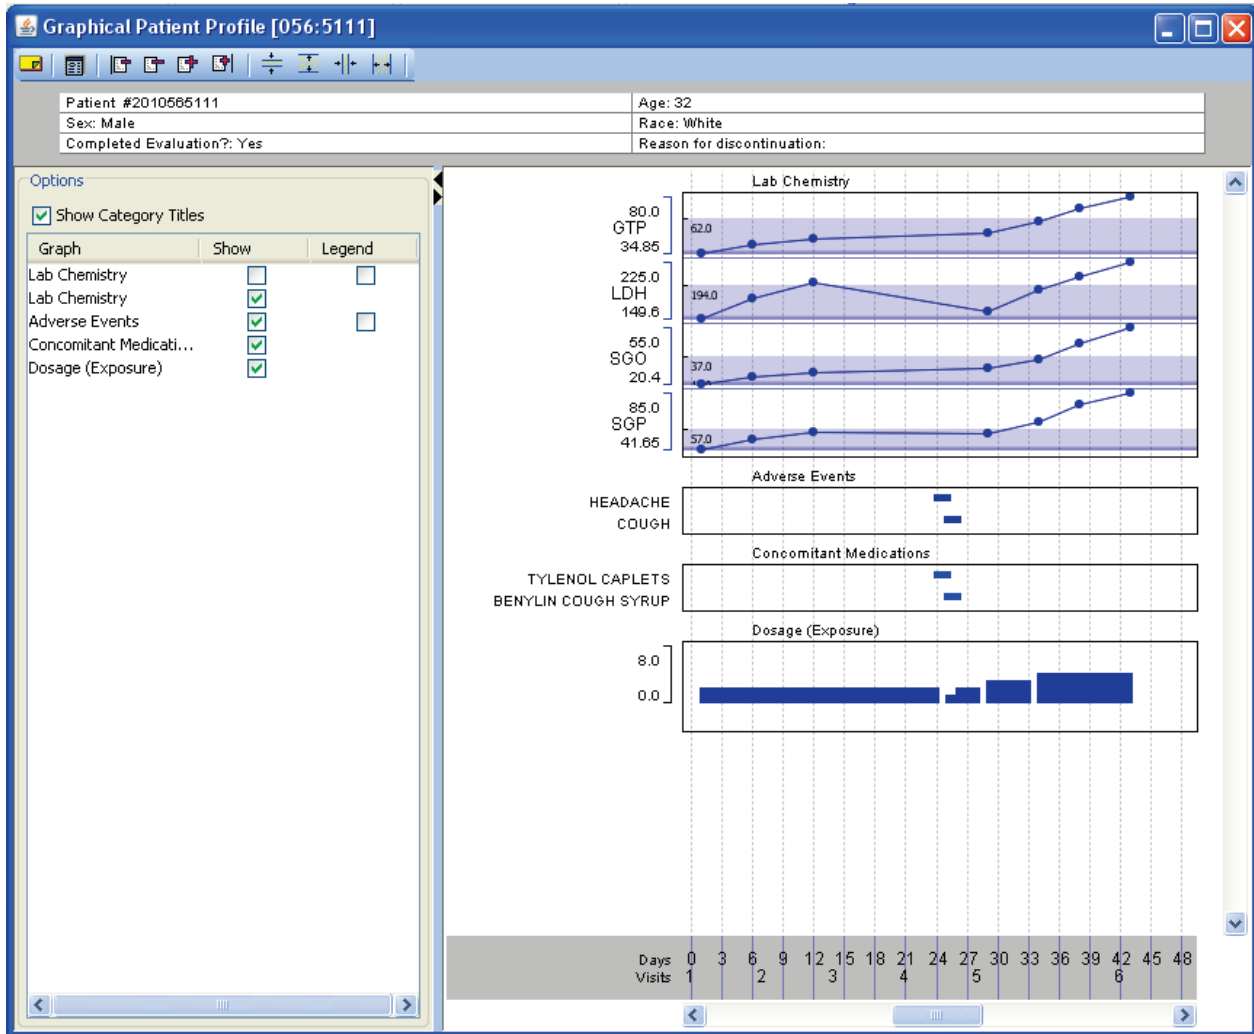 Graphical Patient Profile [056:5111]
Patient #2010565111 Age: 32
Sex: Male Race: White
Completed Evaluation?: Yes Reason for discontinuation:
Options
Show Category Titles
Graph Show Legend
Lab Chemistry
Lab Chemistry
Adverse Events
Concomitant Medicati...
Dosage (Exposure)
Lab Chemistry
80.0
GTP
62.0
34.85
225.0
LDH
194.0
149.6
55.0
SGO
37.0
20.4
85.0
SGP
57.0
41.65
Adverse Events
HEADACHE
COUGH
Concomitant Medications
TYLENOL CAPLETS
BENYLIN COUGH SYRUP
Dosage (Exposure)
8.0
0.0
Days 0 3 6 9 12 15 18 21 24 27 30 33 36 39 42 45 48
Visits 1 2 3 4 5 6